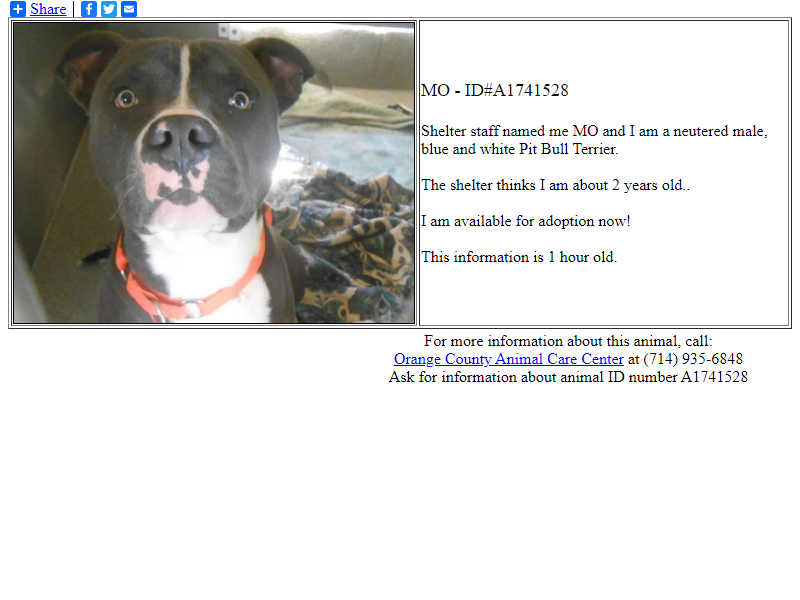 Share |
MO - ID#A1741528
Shelter staff named me MO and I am a neutered male,
blue and white Pit Bull Terrier.
The shelter thinks I am about 2 years old..
I am available for adoption now!
This information is 1 hour old.
For more information about this animal, call:
Orange County Animal Care Center at (714) 935-6848
Ask for information about animal ID number A1741528